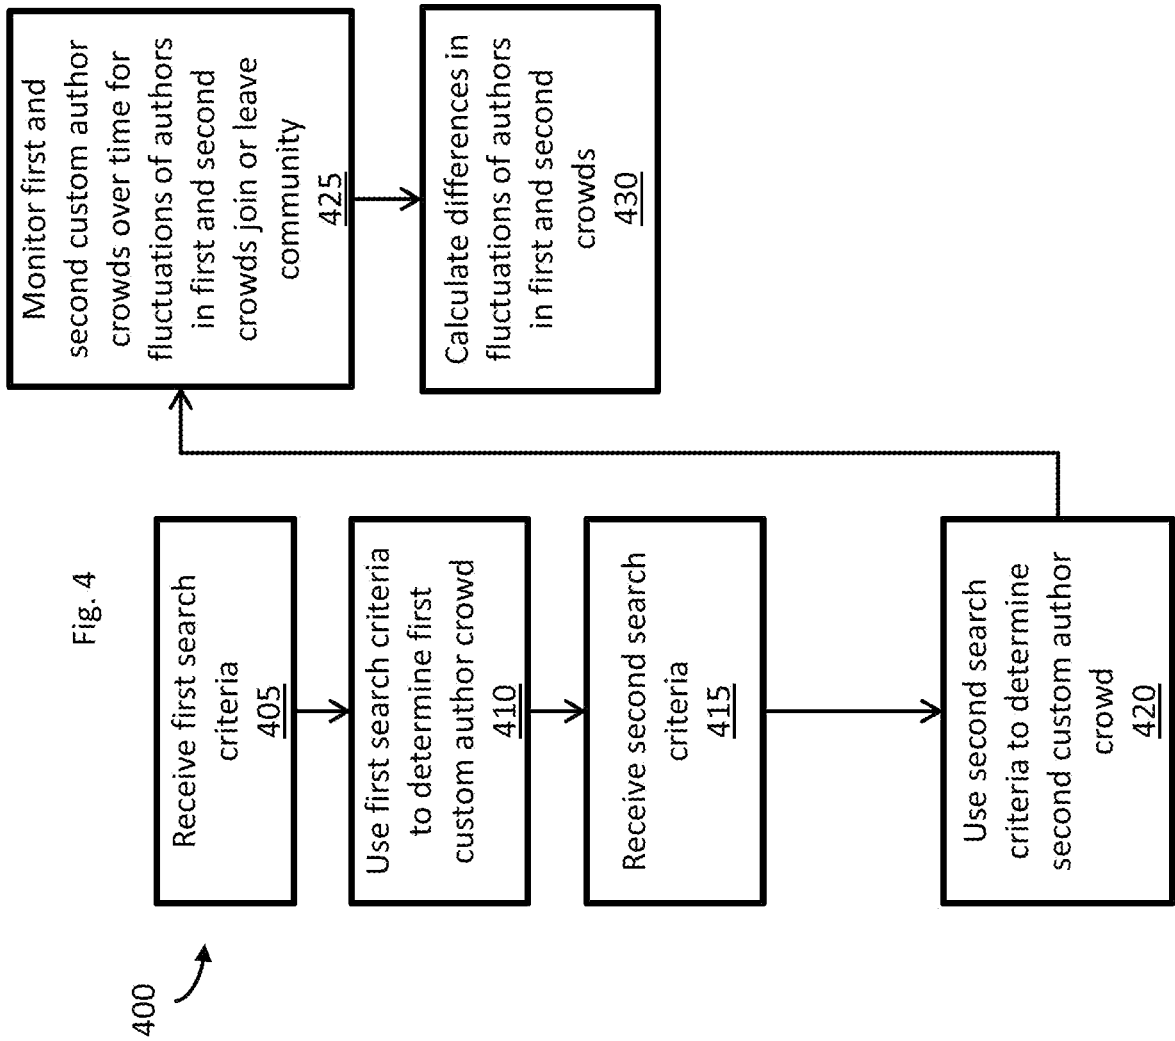 Fig. 4
400
Receive first search
criteria
405
Use first search criteria
to determine first
custom author crowd
410
Receive second search
criteria
415
Use second search
criteria to determine
second custom author
crowd
420
Monitor first and
second custom author
crowds over time for
fluctuations of authors
in first and second
crowds join or leave
community
425
Calculate differences in
fluctuations of authors
in first and second
crowds
430